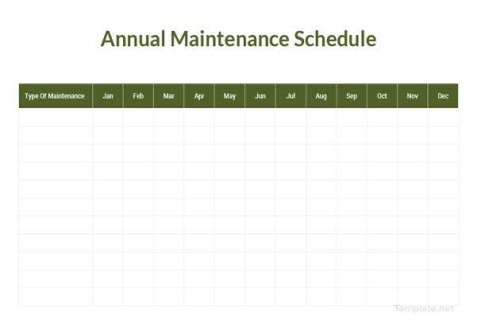 Annual Maintenance Schedule
Type Of Maintenance Jan Feb Mar Apr May Jun Jul Aug Sep Oct Nov Dec
Template.net